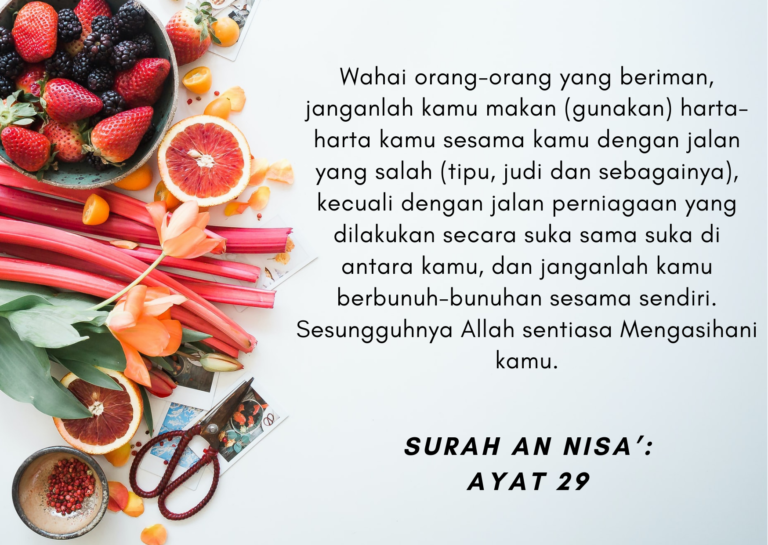 Wahai orang-orang yang beriman,
janganlah kamu makan (gunakan) harta-
harta kamu sesama kamu dengan jalan
yang salah (tipu, judi dan sebagainya),
kecuali dengan jalan perniagaan yang
dilakukan secara suka sama suka di
antara kamu, dan janganlah kamu
berbunuh-bunuhan sesama sendiri.
Sesungguhnya Allah sentiasa Mengasihani
kamu.
SURAH AN NISA’:
AYAT 29